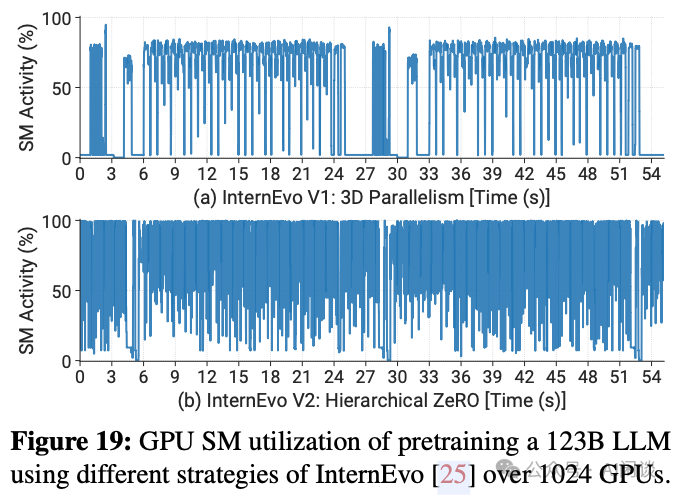 100
50
0
SM Activity (%)
0 3 6 9 12 15 18 21 24 27 30 33 36 39 42 45 48 51 54
(a) InternEvo V1: 3D Parallelism [Time (s)]
100
50
0
SM Activity (%)
0 3 6 9 12 15 18 21 24 27 30 33 36 39 42 45 48 51 54
(b) InternEvo V2: Hierarchical ZeRO [Time (s)]
Figure 19: GPU SM utilization of pretraining a 123B LLM
using different strategies of InternEvo [25] over 1024 GPUs.
公众号